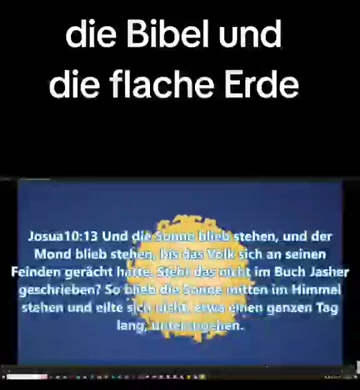 die Bibel und
die flache Erde
Josua10:13 Und die Sonne blieb stehen, und der
Mond blieb stehen, bis das Volk sich an seinen
Feinden gerächt hatte. Steht das nicht im Buch Jasher
geschrieben? So blieb die Sonne mitten im Himmel
stehen und eilte sich nicht, etwa einen ganzen Tag
lang, unterzugehen.